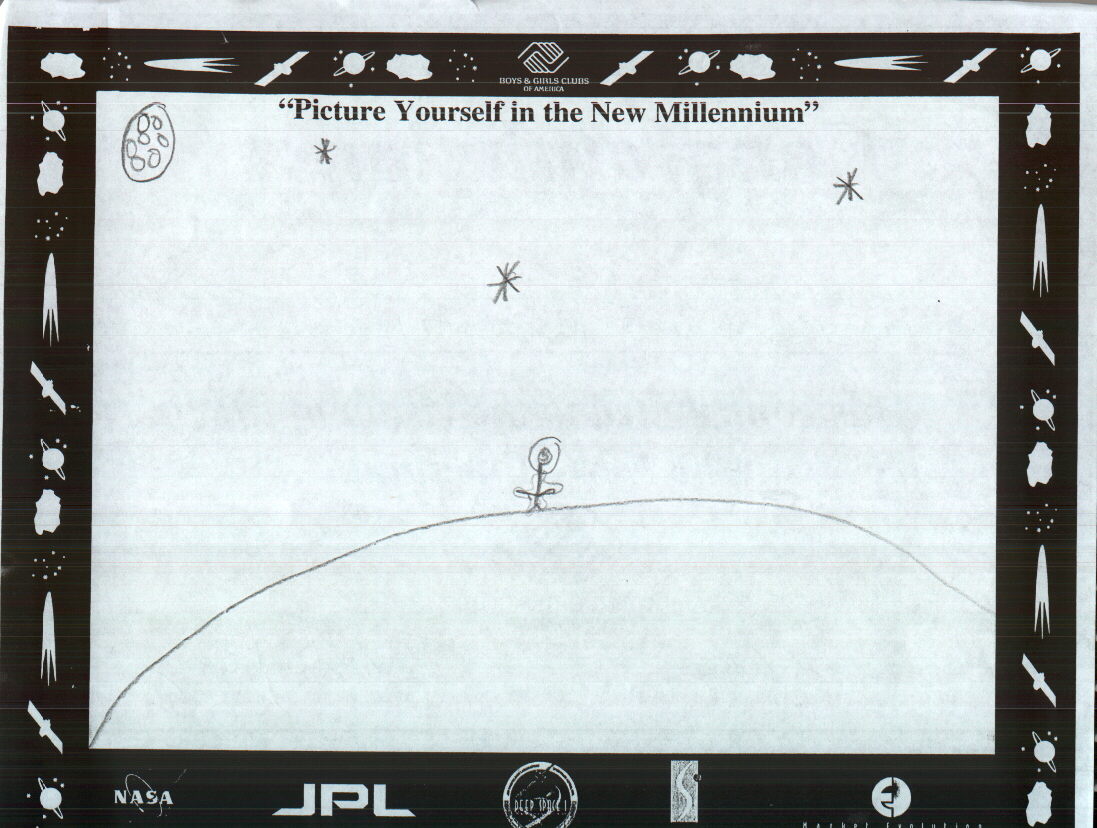 BOYS & GIRLS CLUBS
OF AMERICA
“Picture Yourself in the New Millennium”
NASA
JPL
DEEP SPACE 1
Market Evolution